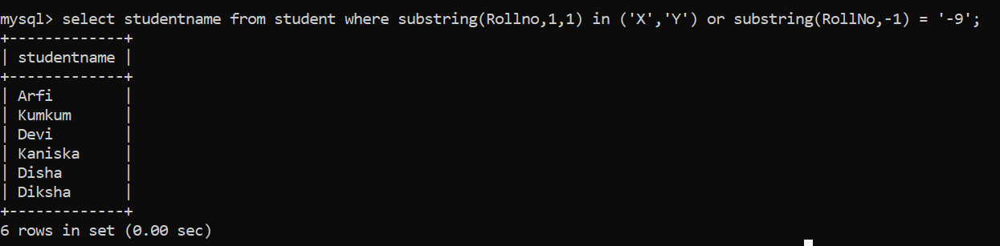 mysql> select studentname from student where substring(Rollno,1,1) in ('X','Y') or substring(RollNo,-1) = '-9';
+-------------+
| studentname |
+-------------+
| Arfi        |
| Kumkum      |
| Devi        |
| Kaniska     |
| Disha       |
| Diksha      |
+-------------+
6 rows in set (0.00 sec)